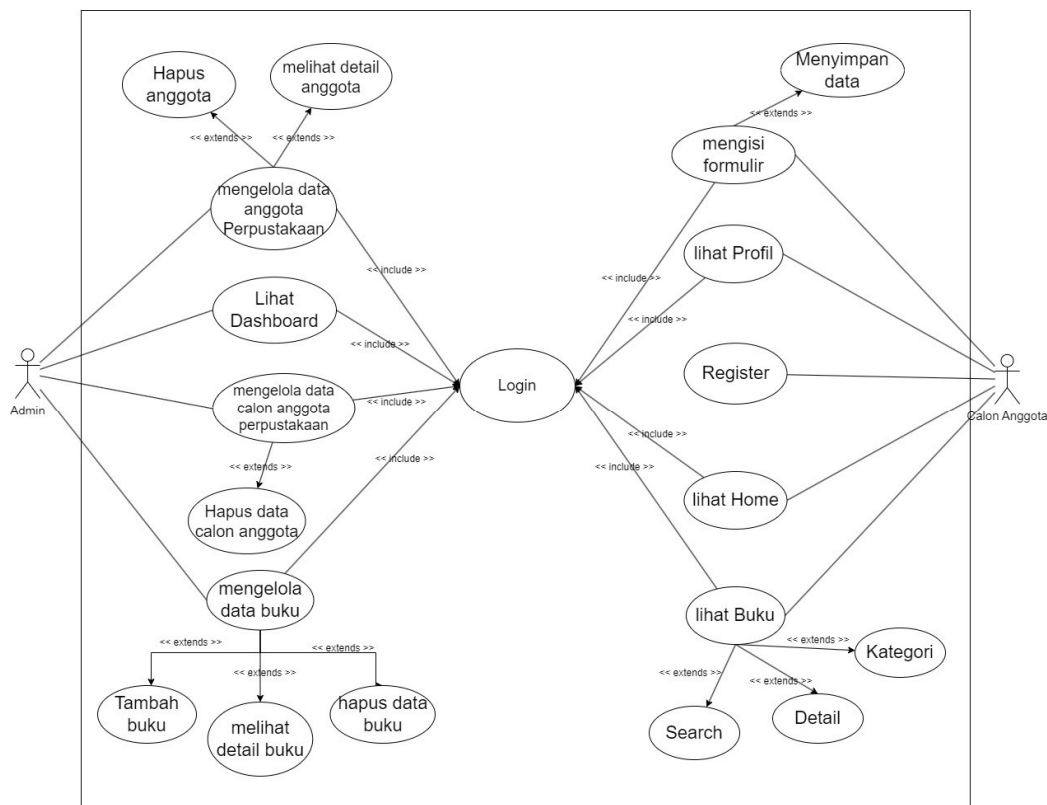 Hapus
anggota
melihat detail
anggota
<< extends >>
<< extends >>
mengelola data
anggota
Perpustakaan
<< include >>
Lihat
Dashboard
<< include >>
Admin
mengelola data
calon anggota
perpustakaan
<< include >>
<< extends >>
<< include >>
Hapus data
calon anggota
mengelola
data buku
<< extends >>
<< extends >>
<< extends >>
Tambah
buku
melihat
detail buku
hapus data
buku
Login
Menyimpan
data
<< extends >>
mengisi
formulir
<< include >>
lihat Profil
<< include >>
Register
Calon Anggota
<< include >>
<< include >>
lihat Home
lihat Buku
<< extends >>
Kategori
<< extends >>
<< extends >>
Search
Detail